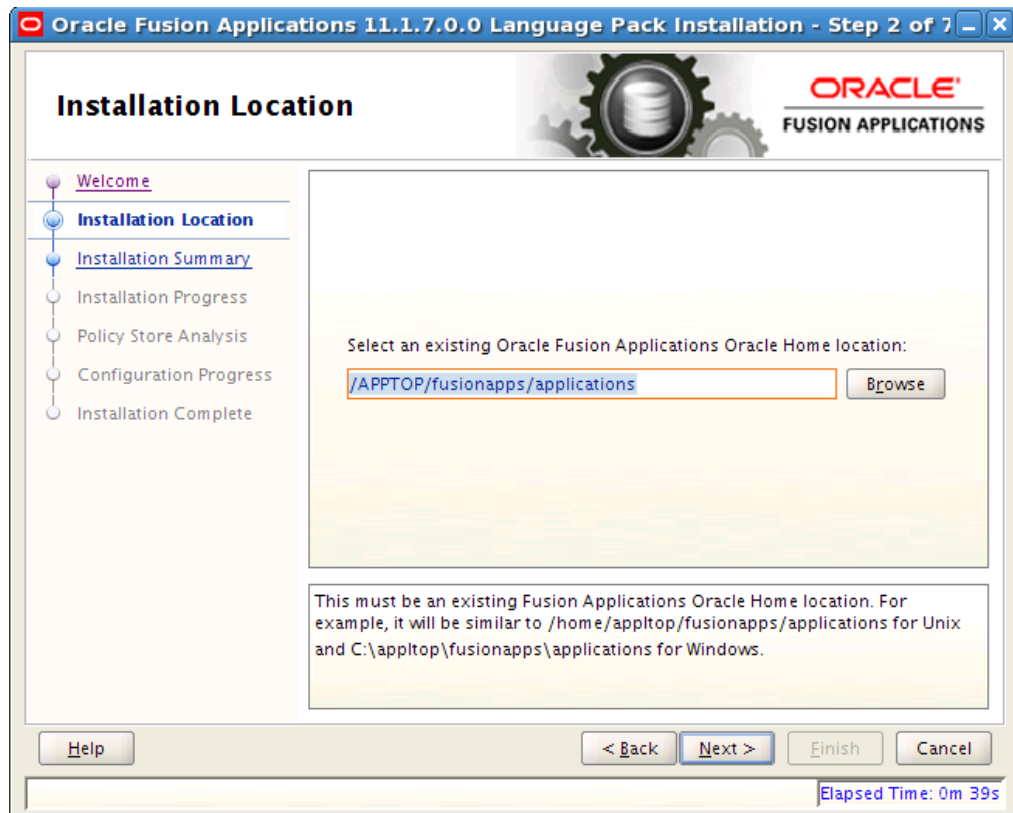 Oracle Fusion Applications 11.1.7.0.0 Language Pack Installation - Step 2 of 7
Installation Location
ORACLE'
FUSION APPLICATIONS
Welcome
Installation Location
Installation Summary
Installation Progress
Policy Store Analysis
Configuration Progress
Installation Complete
Select an existing Oracle Fusion Applications Oracle Home location:
/APPTOP/fusionapps/applications
Browse
This must be an existing Fusion Applications Oracle Home location. For
example, it will be similar to /home/appltop/fusionapps/applications for Unix
and C:\appltop\fusionapps\applications for Windows.
Help
< Back
Next >
Finish
Cancel
Elapsed Time: 0m 39s